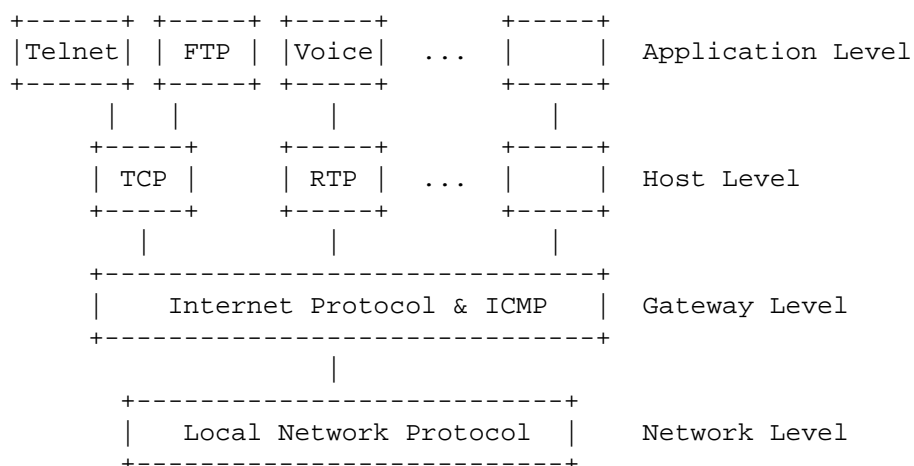 Telnet FTP Voice ... Application Level
TCP RTP ... Host Level
Internet Protocol & ICMP Gateway Level
Local Network Protocol Network Level